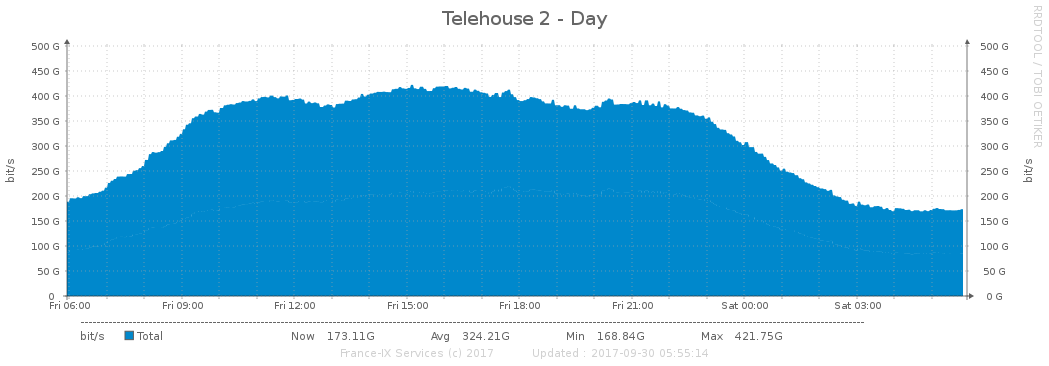 Telehouse 2 - Day
RRDTOOL / TOBI OETIKER
500 G 500 G
450 G 450 G
400 G 400 G
350 G 350 G
300 G 300 G
250 G 250 G
200 G 200 G
150 G 150 G
100 G 100 G
50 G 50 G
0 0 G
bit/s bit/s
Fri 06:00 Fri 09:00 Fri 12:00 Fri 15:00 Fri 18:00 Fri 21:00 Sat 00:00 Sat 03:00
bit/s Total Now 173.11G Avg 324.21G Min 168.84G Max 421.75G
France-IX Services (c) 2017 Updated : 2017-09-30 05:55:14